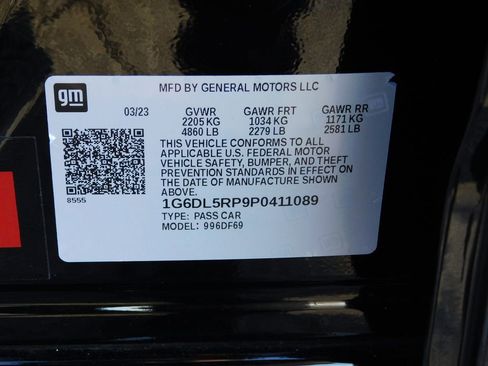 gm
MFD BY GENERAL MOTORS LLC
03/23 GVWR GAWR FRT GAWR RR
2205 KG 1034 KG 1171 KG
4860 LB 2279 LB 2581 LB
THIS VEHICLE CONFORMS TO ALL
APPLICABLE U.S. FEDERAL MOTOR
VEHICLE SAFETY, BUMPER, AND THEFT
PREVENTION STANDARDS IN EFFECT ON
THE DATE OF MANUFACTURE SHOWN
ABOVE.
8555
1G6DL5RP9P0411089
TYPE: PASS CAR
MODEL: 996DF69